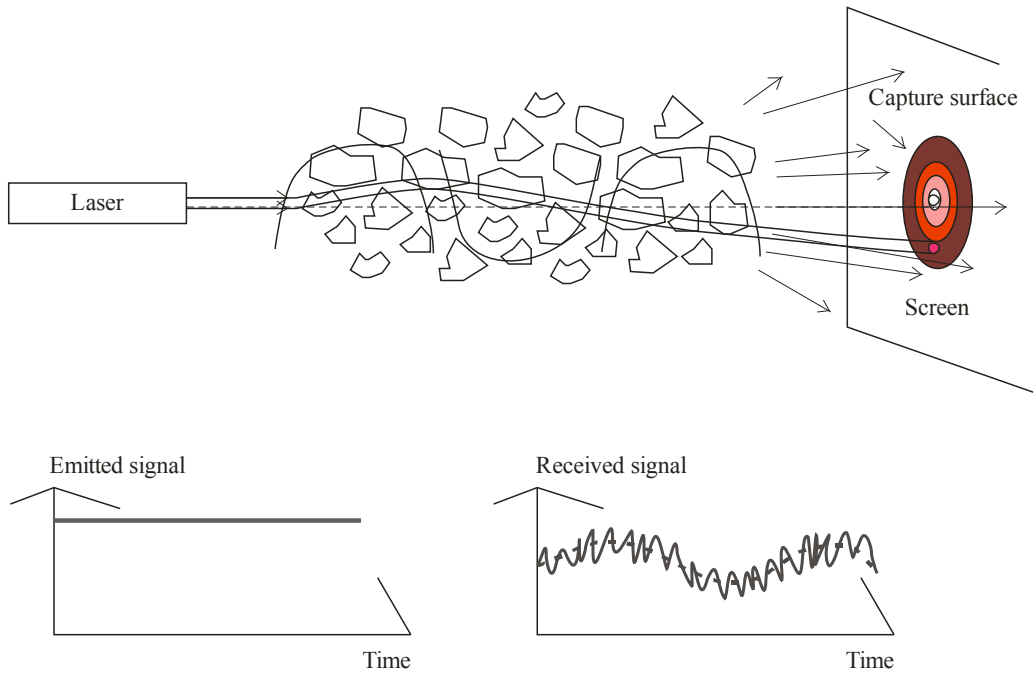 Laser
Capture surface
Screen
Emitted signal
Received signal
Time
Time